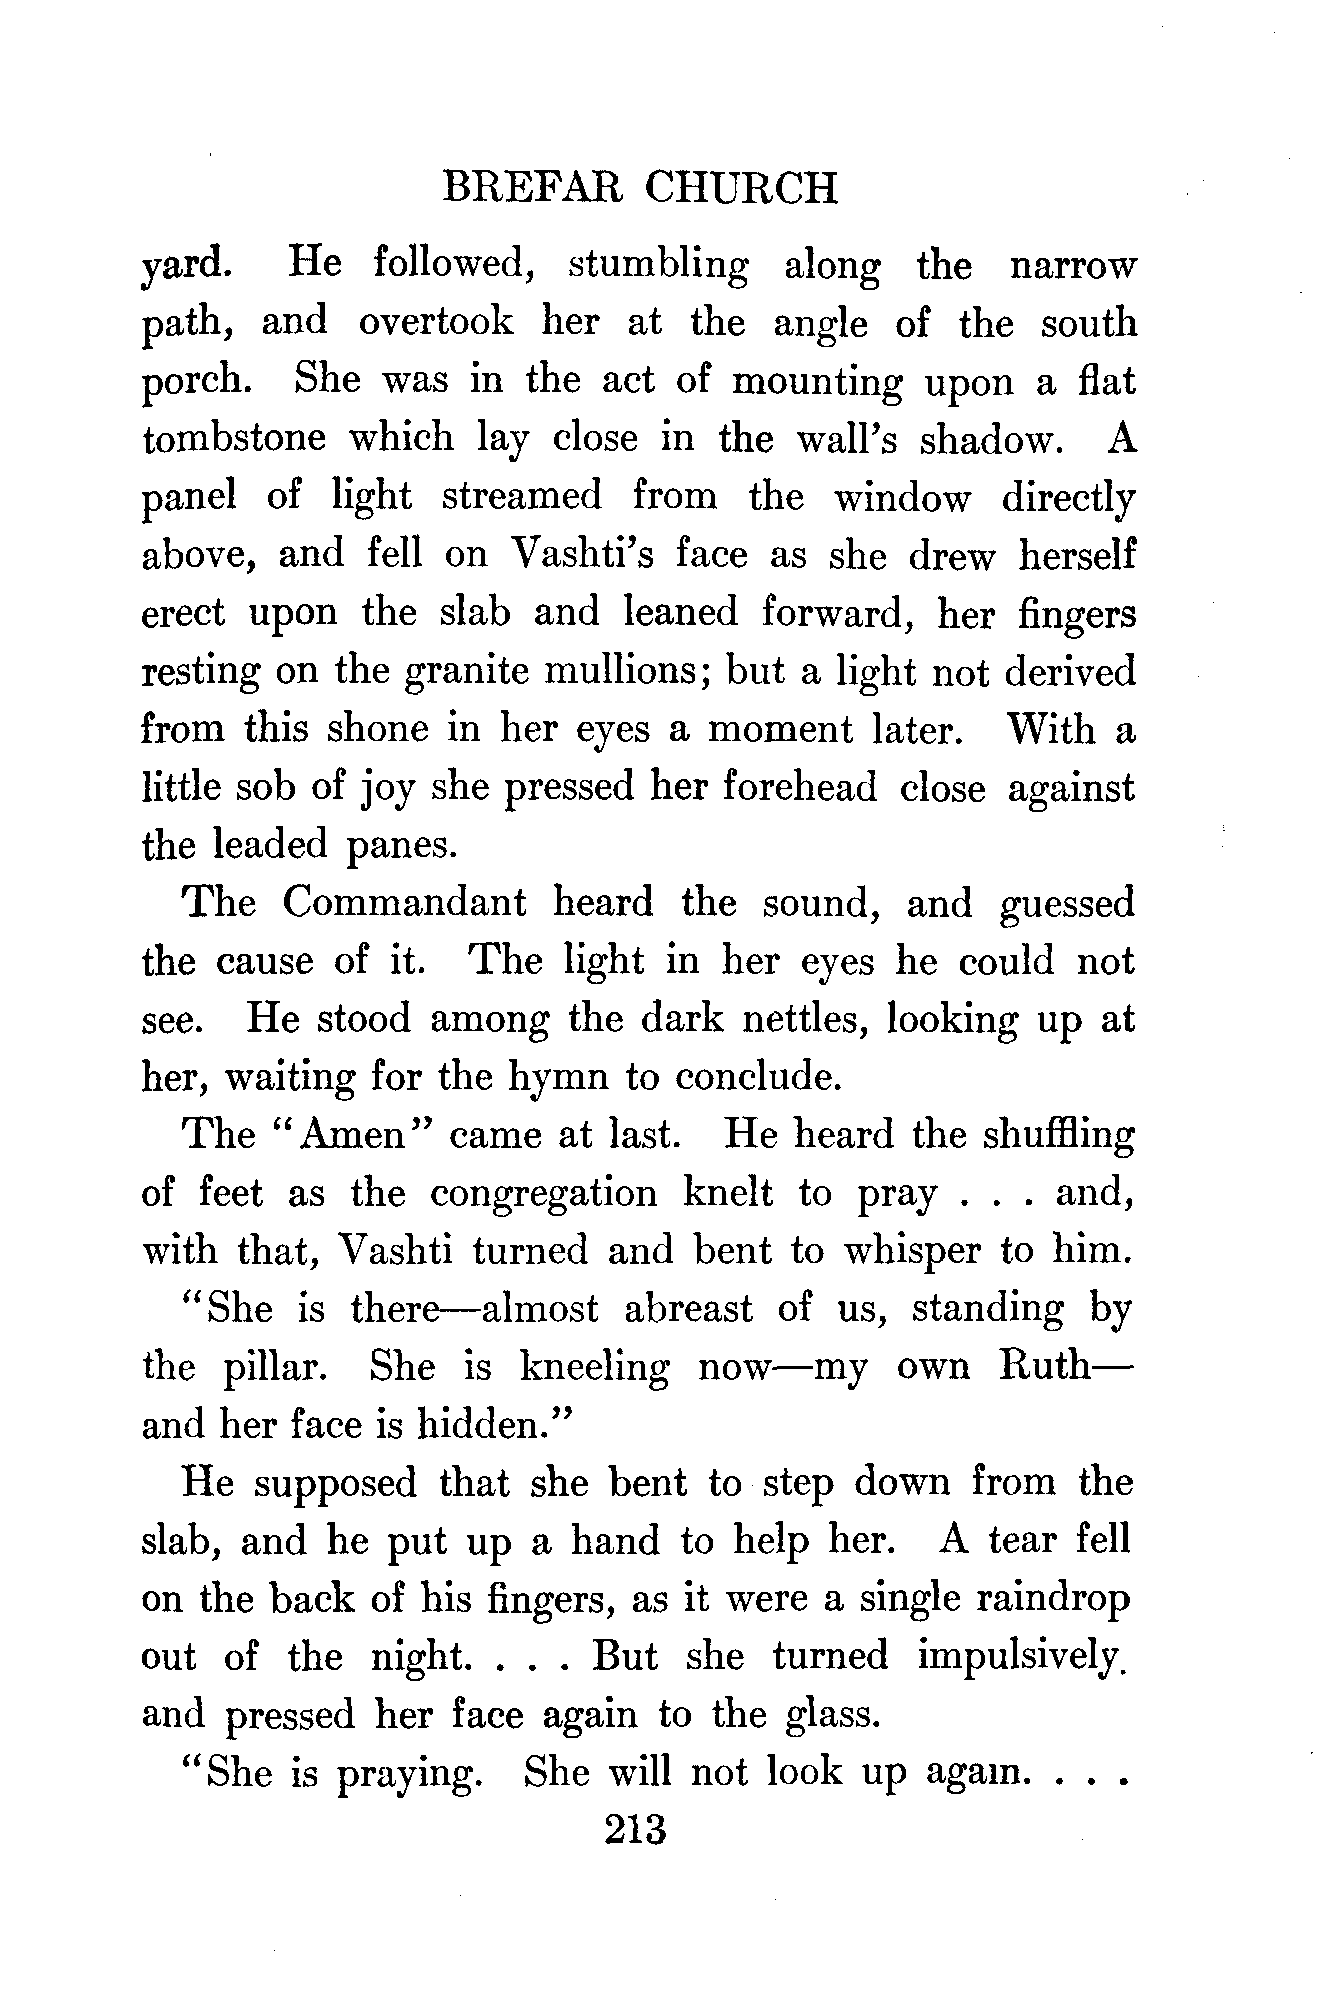 BREFAR CHURCH
yard. He followed, stumbling along the narrow
path, and overtook her at the angle of the south
porch. She was in the act of mounting upon a flat
tombstone which lay close in the wall's shadow. A
panel of light streamed from the window directly
above, and fell on Vashti's face as she drew herself
erect upon the slab and leaned forward, her fingers
resting on the granite mullions; but a light not derived
from this shone in her eyes a moment later. With a
little sob of joy she pressed her forehead close against
the leaded panes.
The Commandant heard the sound, and guessed
the cause of it. The light in her eyes he could not
see. He stood among the dark nettles, looking up at
her, waiting for the hymn to conclude.
The "Amen" came at last. He heard the shuffling
of feet as the congregation knelt to pray . . . and,
with that, Vashti turned and bent to whisper to him.
"She is there—almost abreast of us, standing by
the pillar. She is kneeling now—my own Ruth—
and her face is hidden."
He supposed that she bent to step down from the
slab, and he put up a hand to help her. A tear fell
on the back of his fingers, as it were a single raindrop
out of the night. . . . But she turned impulsively.
and pressed her face again to the glass.
"She is praying. She will not look up again. . . .
213